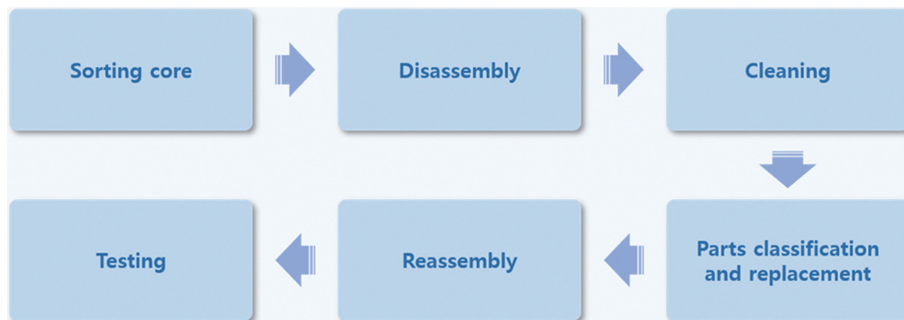 Sorting core
Disassembly
Cleaning
Parts classification
and replacement
Reassembly
Testing